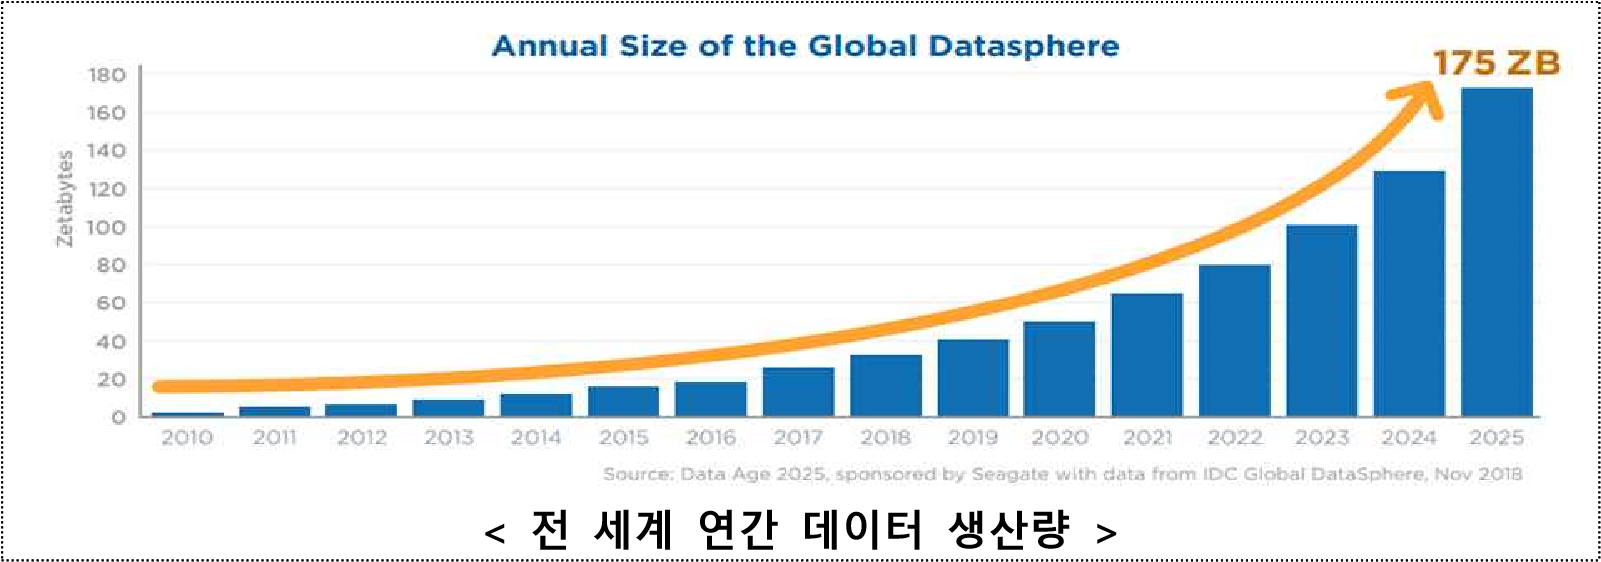 Annual Size of the Global Datasphere
175 ZB
Zetabytes
180
160
140
120
100
80
60
40
20
0
2010 2011 2012 2013 2014 2015 2016 2017 2018 2019 2020 2021 2022 2023 2024 2025
Source: Data Age 2025, sponsored by Seagate with data from IDC Global DataSphere, Nov 2018
< 전 세계 연간 데이터 생산량 >